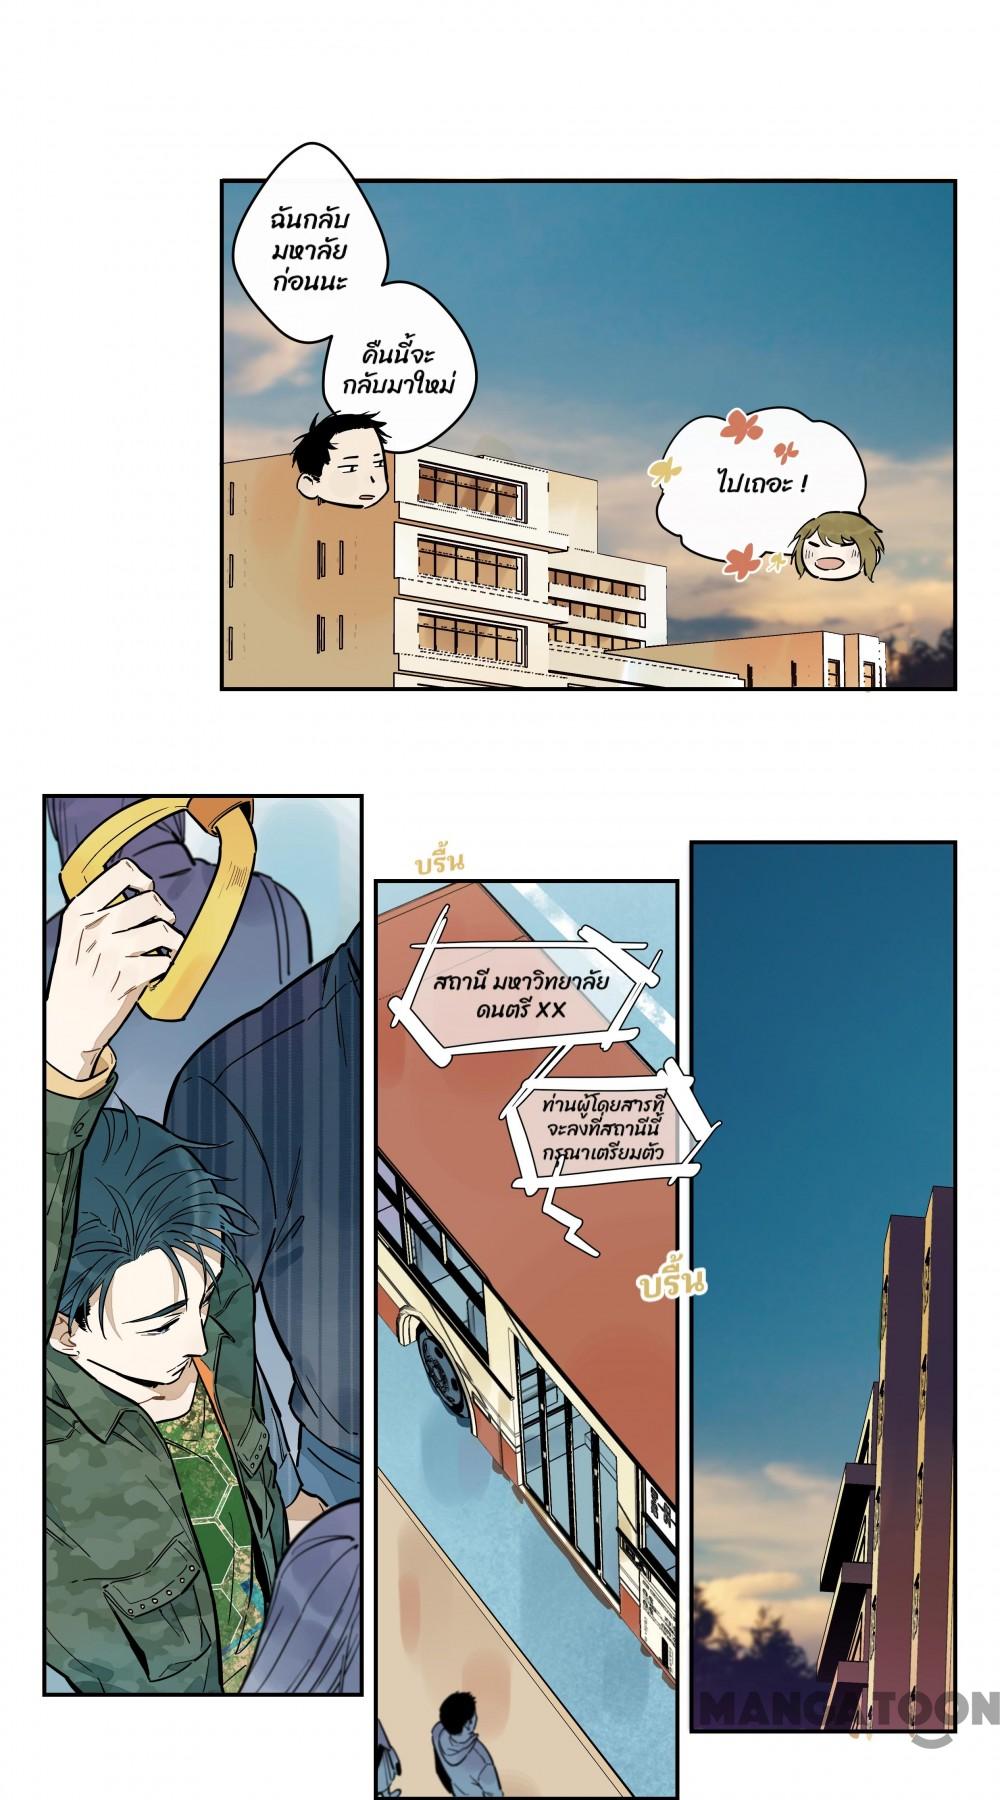 ฉันกลับ
มหาลัย
ก่อนนะ
คืนนี้จะ
กลับมาใหม่
ไปเถอะ !
บรื้น
สถานี มหาวิทยาลัย
ดนตรี XX
ท่านผู้โดยสารที่
จะลงที่สถานีนี้
กรุณาเตรียมตัว
บรื้น
MANGATOON